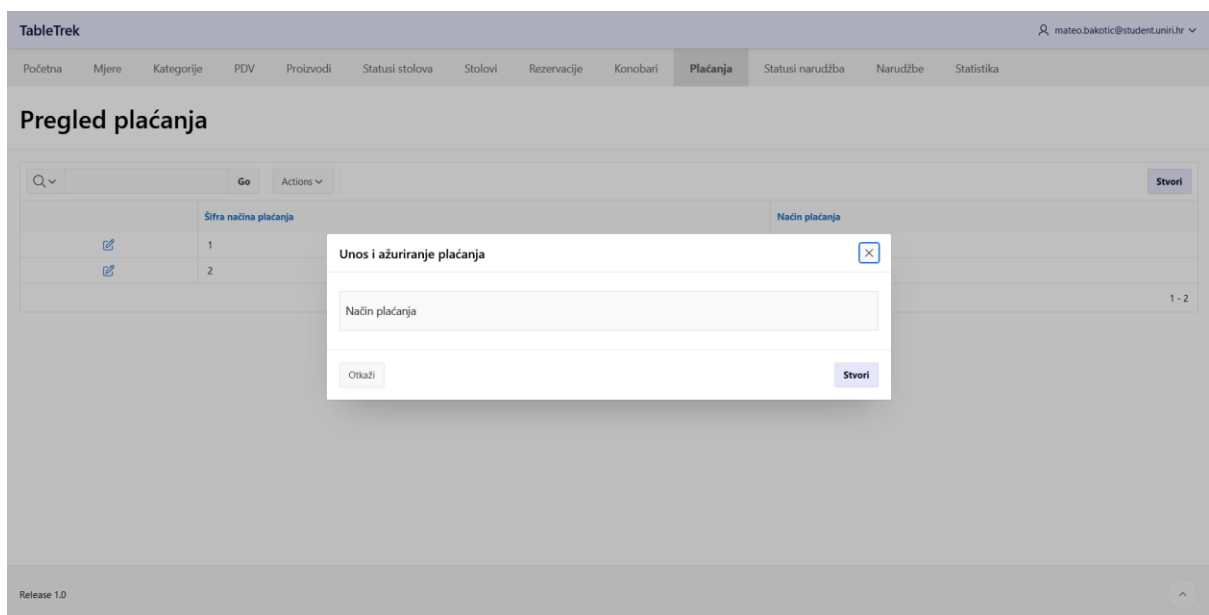 TableTrek
mateo.bakotic@student.uniri.hr
Početna Mjere Kategorije PDV Proizvodi Statusi stolova Stolovi Rezervacije Konobari Plaćanja Statusi narudžba Narudžbe Statistika
Pregled plaćanja
Go Actions Stvori
Šifra načina plaćanja Način plaćanja
1
2
1 - 2
Unos i ažuriranje plaćanja
Način plaćanja
Otkaži Stvori
Release 1.0